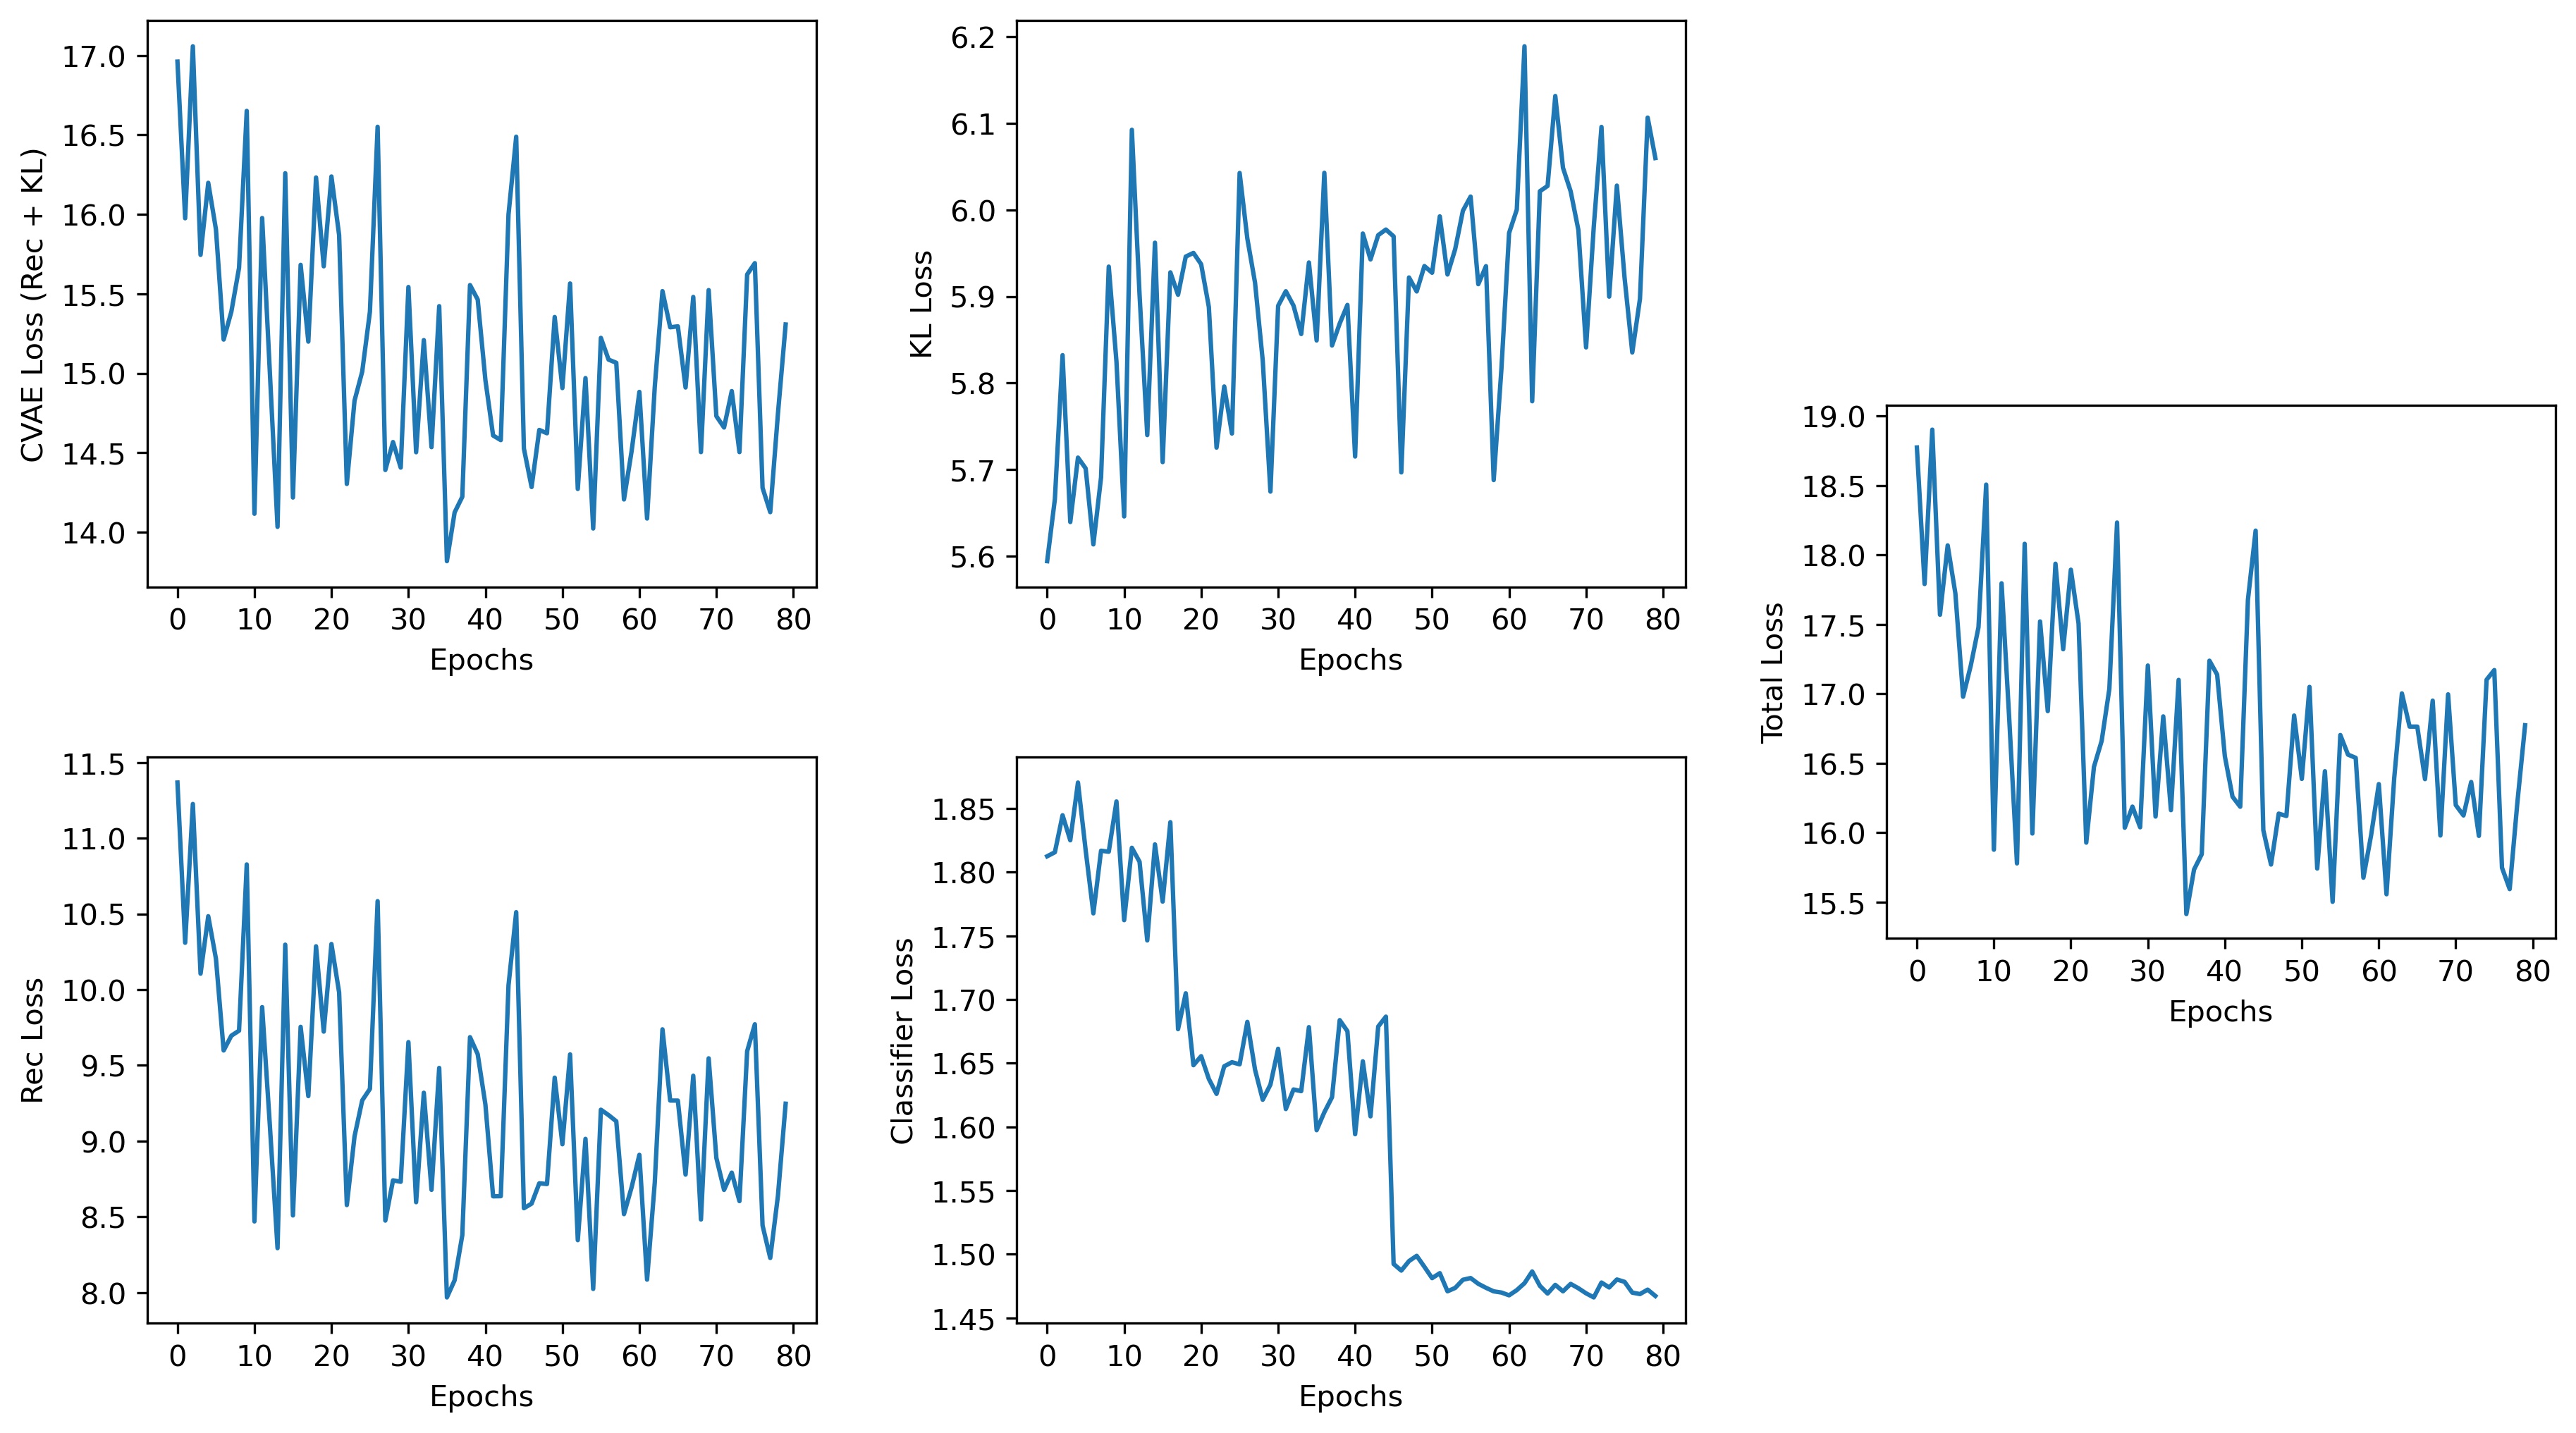 CVAE Loss (Rec + KL)
17.0
16.5
16.0
15.5
15.0
14.5
14.0
0 10 20 30 40 50 60 70 80
Epochs
KL Loss
6.2
6.1
6.0
5.9
5.8
5.7
5.6
0 10 20 30 40 50 60 70 80
Epochs
Rec Loss
11.5
11.0
10.5
10.0
9.5
9.0
8.5
8.0
0 10 20 30 40 50 60 70 80
Epochs
Classifier Loss
1.85
1.80
1.75
1.70
1.65
1.60
1.55
1.50
1.45
0 10 20 30 40 50 60 70 80
Epochs
Total Loss
19.0
18.5
18.0
17.5
17.0
16.5
16.0
15.5
0 10 20 30 40 50 60 70 80
Epochs